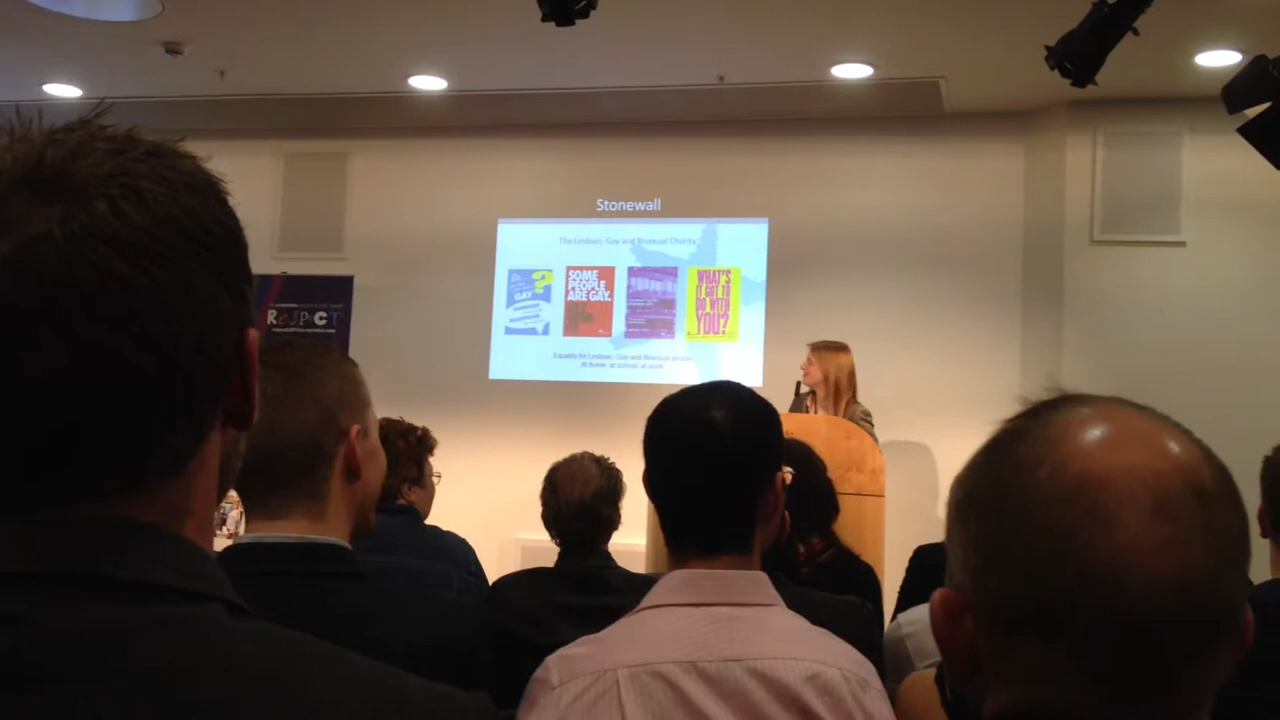 Stonewall
The Lesbian, Gay and Bisexual Charity
So
?
GAY
SOME
PEOPLE
ARE GAY.
WHAT'S
IT GOT TO
DO WITH
YOU?
Equality for Lesbian, Gay and Bisexual people
At home, at school, at work
ReSPeCT